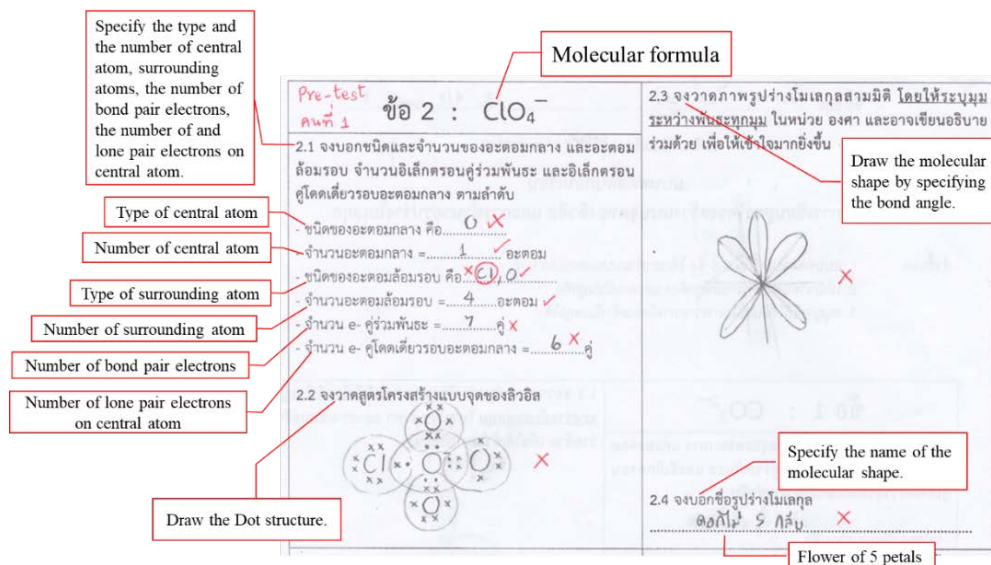 Specify the type and
the number of central
atom, surrounding
atoms, the number of
bond pair electrons,
the number of and
lone pair electrons on
central atom.
Molecular formula
Pre-test
คนที่ 1
ข้อ 2 : ClO₄⁻
2.1 จงบอกชนิดและจำนวนของอะตอมกลาง และอะตอม
ล้อมรอบ จำนวนอิเล็กตรอนคู่ร่วมพันธะ และอิเล็กตรอน
คู่โดดเดี่ยวรอบอะตอมกลาง ตามลำดับ
Type of central atom
- ชนิดของอะตอมกลาง คือ O ✓✗
Number of central atom
- จำนวนอะตอมกลาง = 1 ✓ อะตอม
Type of surrounding atom
- ชนิดของอะตอมล้อมรอบ คือ ✗ Cl, O ✓
Number of surrounding atom
- จำนวนอะตอมล้อมรอบ = 4 อะตอม ✓
Number of bond pair electrons
- จำนวน e- คู่ร่วมพันธะ = 7 คู่ ✗
Number of lone pair electrons
on central atom
- จำนวน e- คู่โดดเดี่ยวรอบอะตอมกลาง = 6 ✗ คู่
2.2 จงวาดสูตรโครงสร้างแบบจุดของลิวอิส
O
Cl O O ✗
O
Draw the Dot structure.
2.3 จงวาดภาพรูปร่างโมเลกุลสามมิติ โดยให้ระบุมุม
ระหว่างพันธะทุกมุม ในหน่วย องศา และอาจเขียนอธิบาย
ร่วมด้วย เพื่อให้เข้าใจมากยิ่งขึ้น
Draw the molecular
shape by specifying
the bond angle.
✗
Specify the name of the
molecular shape.
2.4 จงบอกชื่อรูปร่างโมเลกุล
ดอกไม้ 5 กลีบ ✗
Flower of 5 petals